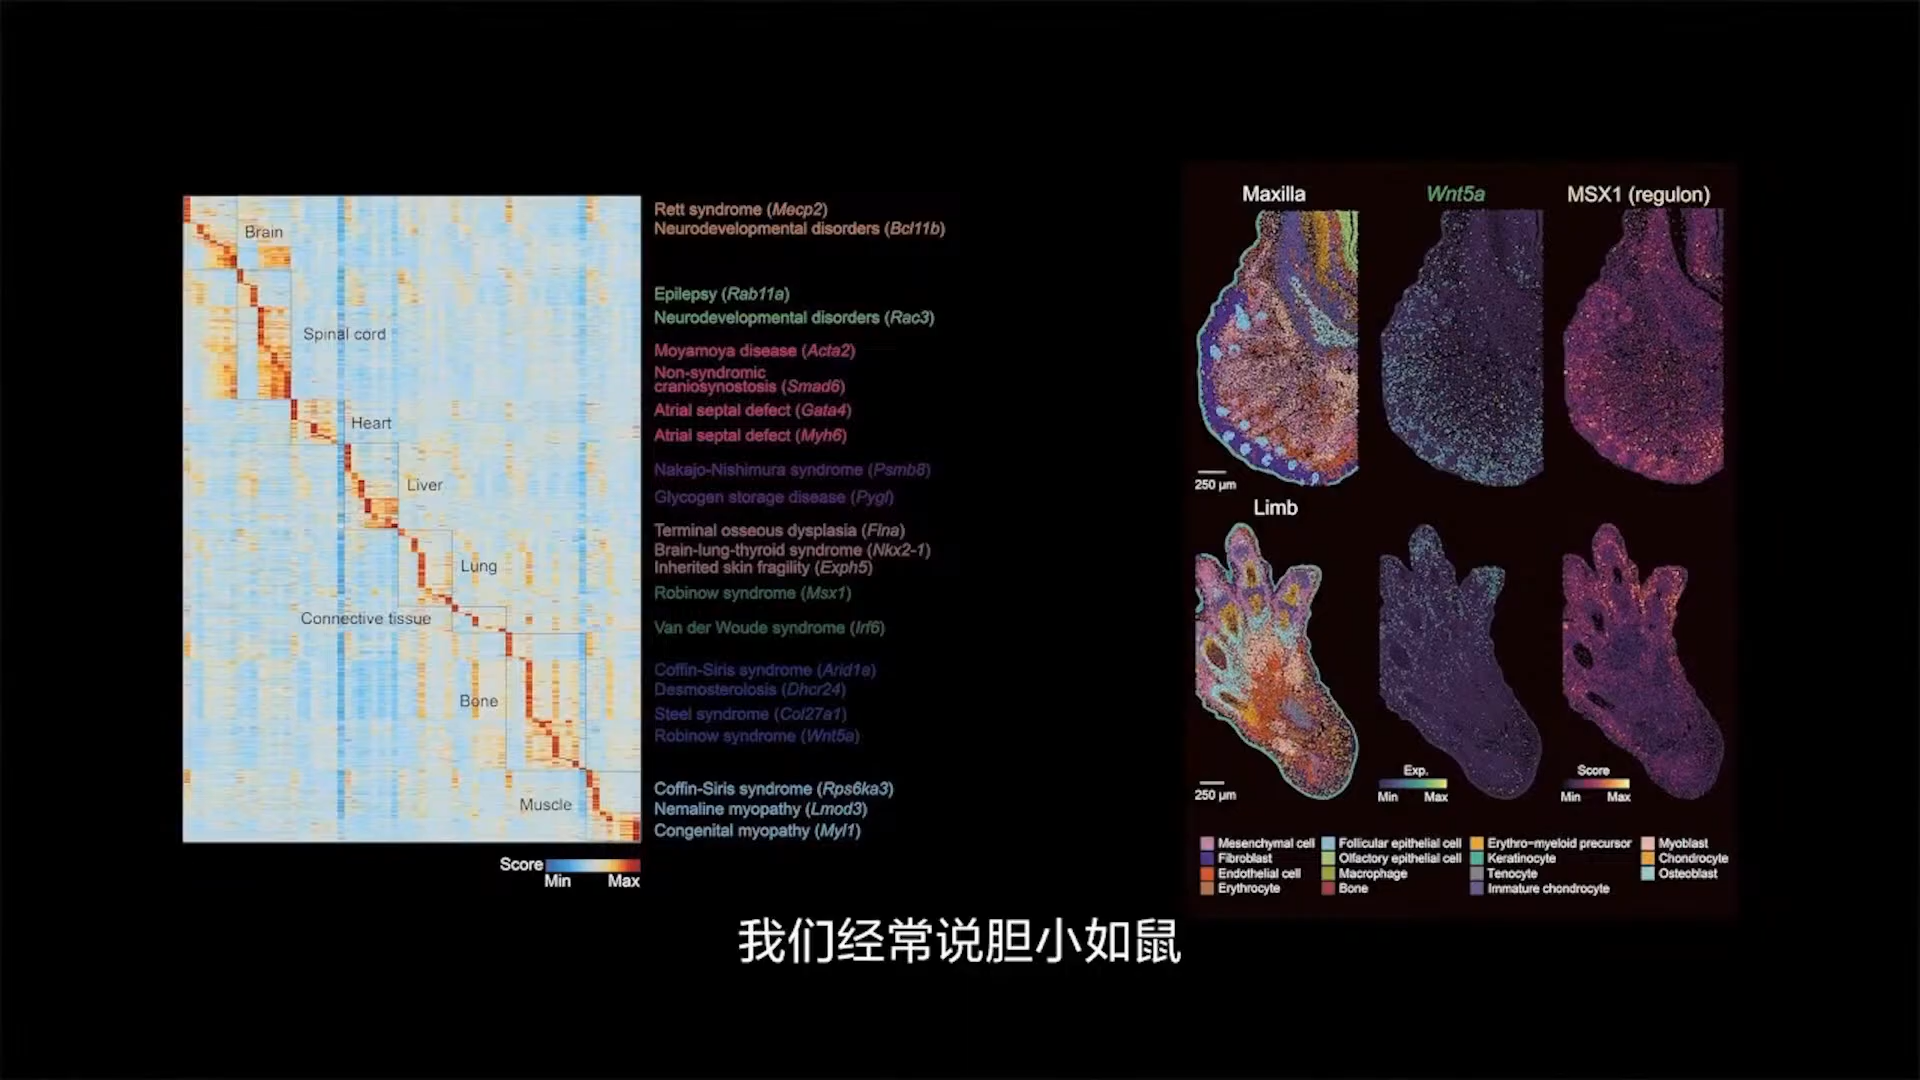 Brain
Spinal cord
Heart
Liver
Lung
Connective tissue
Bone
Muscle
Score
Min Max
Rett syndrome (Mecp2)
Neurodevelopmental disorders (Bcl11b)
Epilepsy (Rab11a)
Neurodevelopmental disorders (Rac3)
Moyamoya disease (Acta2)
Non-syndromic
craniosynostosis (Smad6)
Atrial septal defect (Gata4)
Atrial septal defect (Myh6)
Nakajo-Nishimura syndrome (Psmb8)
Glycogen storage disease (Pygl)
Terminal osseous dysplasia (Flna)
Brain-lung-thyroid syndrome (Nkx2-1)
Inherited skin fragility (Exph5)
Robinow syndrome (Msx1)
Van der Woude syndrome (Irf6)
Coffin-Siris syndrome (Arid1a)
Desmosterolosis (Dhcr24)
Steel syndrome (Col27a1)
Robinow syndrome (Wnt5a)
Coffin-Siris syndrome (Rps6ka3)
Nemaline myopathy (Lmod3)
Congenital myopathy (Myl1)
Maxilla Wnt5a MSX1 (regulon)
250 μm
Limb
250 μm
Exp.
Min Max
Score
Min Max
Mesenchymal cell Follicular epithelial cell Erythro-myeloid precursor Myoblast
Fibroblast Olfactory epithelial cell Keratinocyte Chondrocyte
Endothelial cell Macrophage Tenocyte Osteoblast
Erythrocyte Bone Immature chondrocyte
我们经常说胆小如鼠